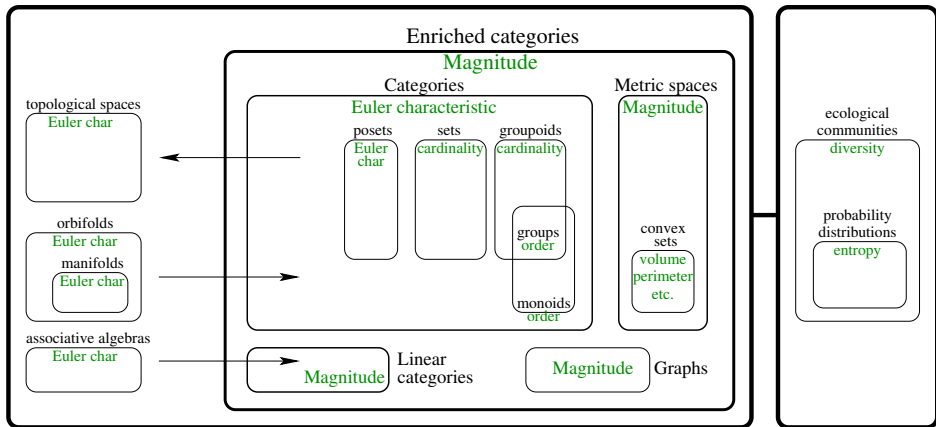 Enriched categories
Magnitude
Categories
Euler characteristic
posets
Euler
char
sets
cardinality
groupoids
cardinality
groups
order
monoids
order
Metric spaces
Magnitude
convex
sets
volume
perimeter
etc.
Magnitude
Linear
categories
Magnitude
Graphs
topological spaces
Euler char
orbifolds
Euler char
manifolds
Euler char
associative algebras
Euler char
ecological
communities
diversity
probability
distributions
entropy